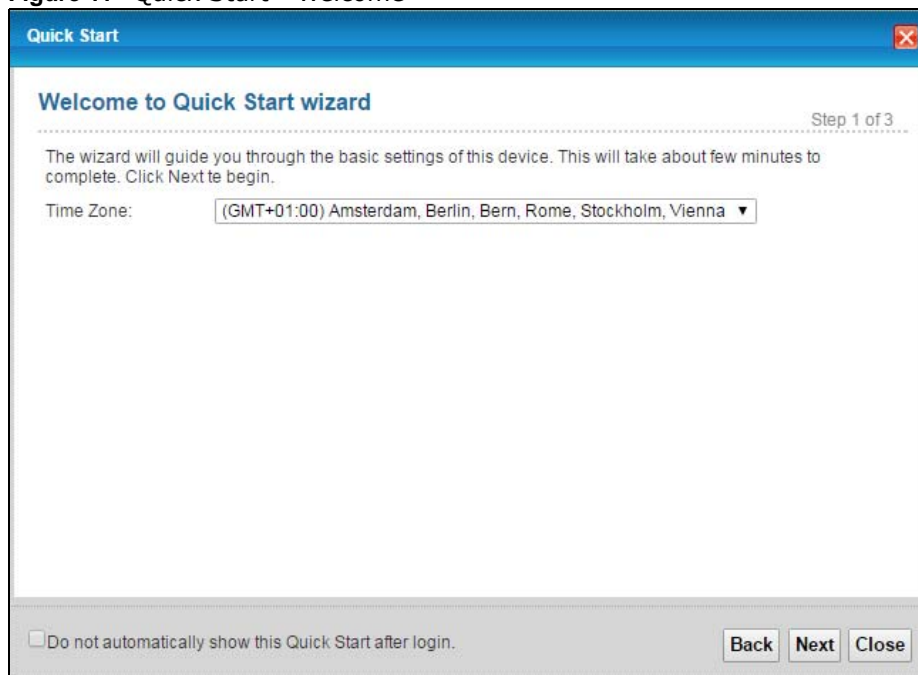 Quick Start
Welcome to Quick Start wizard
Step 1 of 3
The wizard will guide you through the basic settings of this device. This will take about few minutes to
complete. Click Next te begin.
Time Zone: (GMT+01:00) Amsterdam, Berlin, Bern, Rome, Stockholm, Vienna
Do not automatically show this Quick Start after login.
Back Next Close